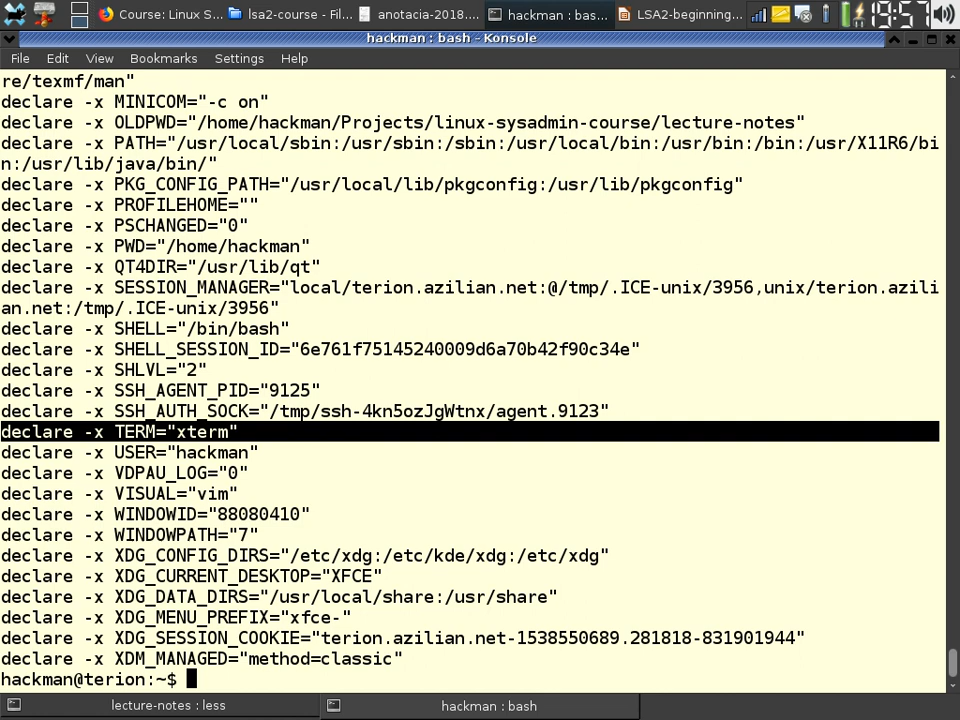 Course: Linux S...
lsa2-course - Fil...
anotacia-2018....
hackman : bas...
LSA2-beginning...
18:57
hackman : bash - Konsole
File Edit View Bookmarks Settings Help
re/texmf/man"
declare -x MINICOM="-c on"
declare -x OLDPWD="/home/hackman/Projects/linux-sysadmin-course/lecture-notes"
declare -x PATH="/usr/local/sbin:/usr/sbin:/sbin:/usr/local/bin:/usr/bin:/bin:/usr/X11R6/bi
n:/usr/lib/java/bin/"
declare -x PKG_CONFIG_PATH="/usr/local/lib/pkgconfig:/usr/lib/pkgconfig"
declare -x PROFILEHOME=""
declare -x PSCHANGED="0"
declare -x PWD="/home/hackman"
declare -x QT4DIR="/usr/lib/qt"
declare -x SESSION_MANAGER="local/terion.azilian.net:@/tmp/.ICE-unix/3956,unix/terion.azili
an.net:/tmp/.ICE-unix/3956"
declare -x SHELL="/bin/bash"
declare -x SHELL_SESSION_ID="6e761f75145240009d6a70b42f90c34e"
declare -x SHLVL="2"
declare -x SSH_AGENT_PID="9125"
declare -x SSH_AUTH_SOCK="/tmp/ssh-4kn5ozJgWtnx/agent.9123"
declare -x TERM="xterm"
declare -x USER="hackman"
declare -x VDPAU_LOG="0"
declare -x VISUAL="vim"
declare -x WINDOWID="88080410"
declare -x WINDOWPATH="7"
declare -x XDG_CONFIG_DIRS="/etc/xdg:/etc/kde/xdg:/etc/xdg"
declare -x XDG_CURRENT_DESKTOP="XFCE"
declare -x XDG_DATA_DIRS="/usr/local/share:/usr/share"
declare -x XDG_MENU_PREFIX="xfce-"
declare -x XDG_SESSION_COOKIE="terion.azilian.net-1538550689.281818-831901944"
declare -x XDM_MANAGED="method=classic"
hackman@terion:~$
lecture-notes : less
hackman : bash